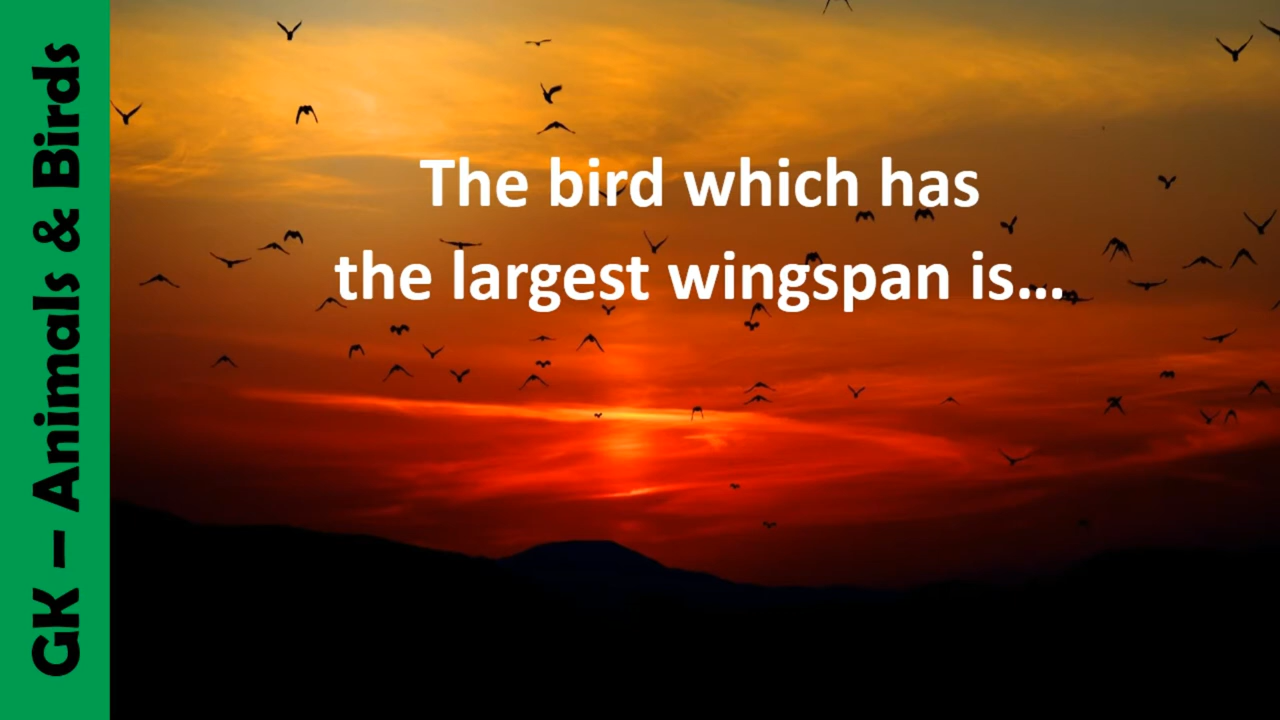 GK – Animals & Birds
The bird which has
the largest wingspan is...